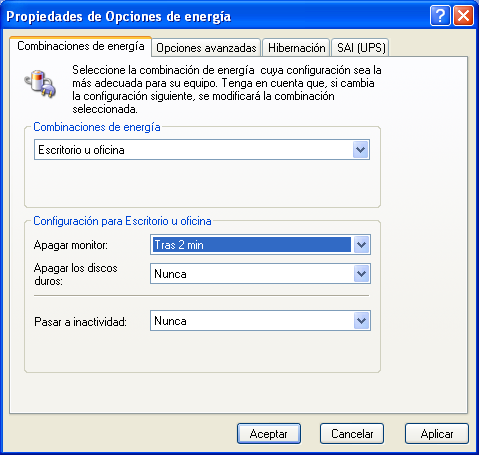 Propiedades de Opciones de energía
?
Combinaciones de energía Opciones avanzadas Hibernación SAI (UPS)
Seleccione la combinación de energía cuya configuración sea la
más adecuada para su equipo. Tenga en cuenta que, si cambia
la configuración siguiente, se modificará la combinación
seleccionada.
Combinaciones de energía
Escritorio u oficina
Configuración para Escritorio u oficina
Apagar monitor: Tras 2 min
Apagar los discos
duros: Nunca
Pasar a inactividad: Nunca
Aceptar Cancelar Aplicar